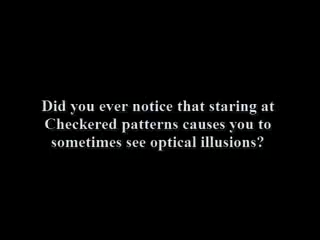 Did you ever notice that staring at
Checkered patterns causes you to
sometimes see optical illusions?